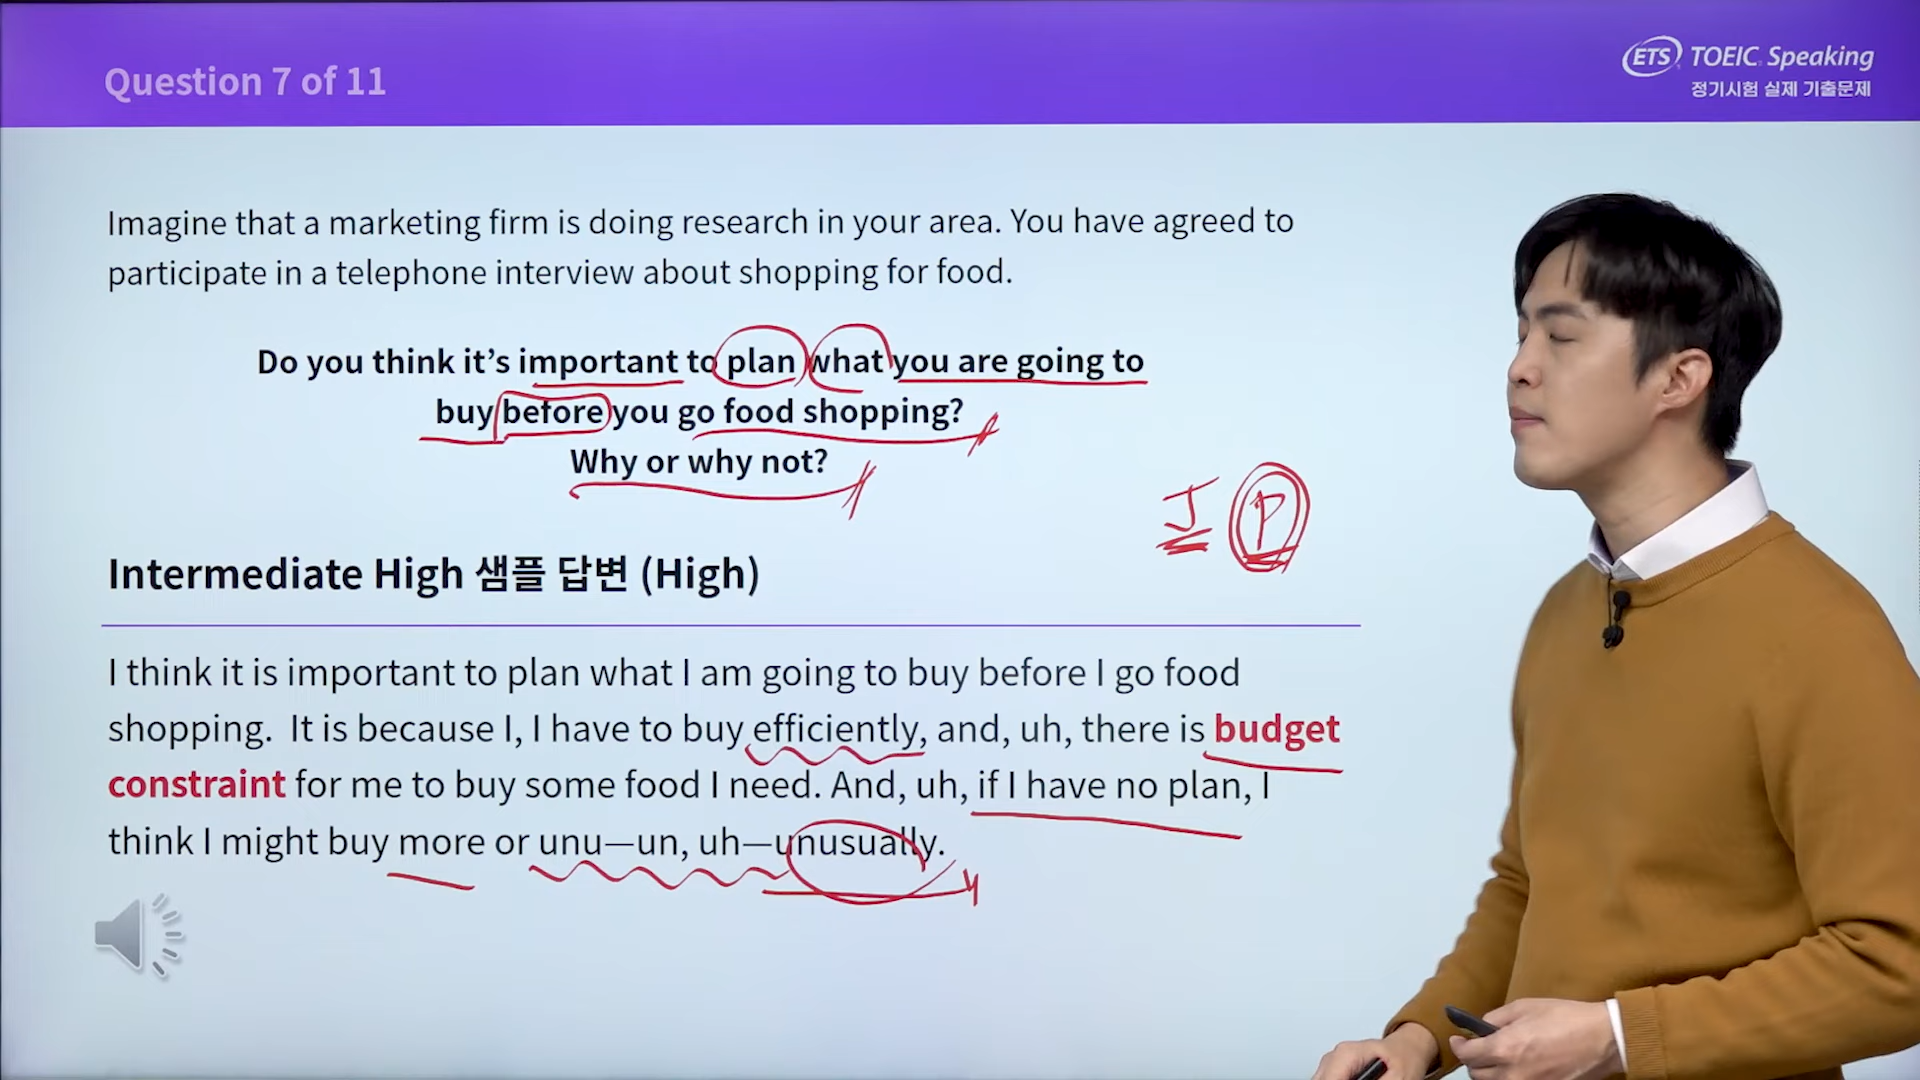 Question 7 of 11
ETS TOEIC Speaking
정기시험 실제 기출문제
Imagine that a marketing firm is doing research in your area. You have agreed to
participate in a telephone interview about shopping for food.
Do you think it's important to plan what you are going to
buy before you go food shopping?
Why or why not?
J P
Intermediate High 샘플 답변 (High)
I think it is important to plan what I am going to buy before I go food
shopping. It is because I, I have to buy efficiently, and, uh, there is budget
constraint for me to buy some food I need. And, uh, if I have no plan, I
think I might buy more or unu—un, uh—unusually.